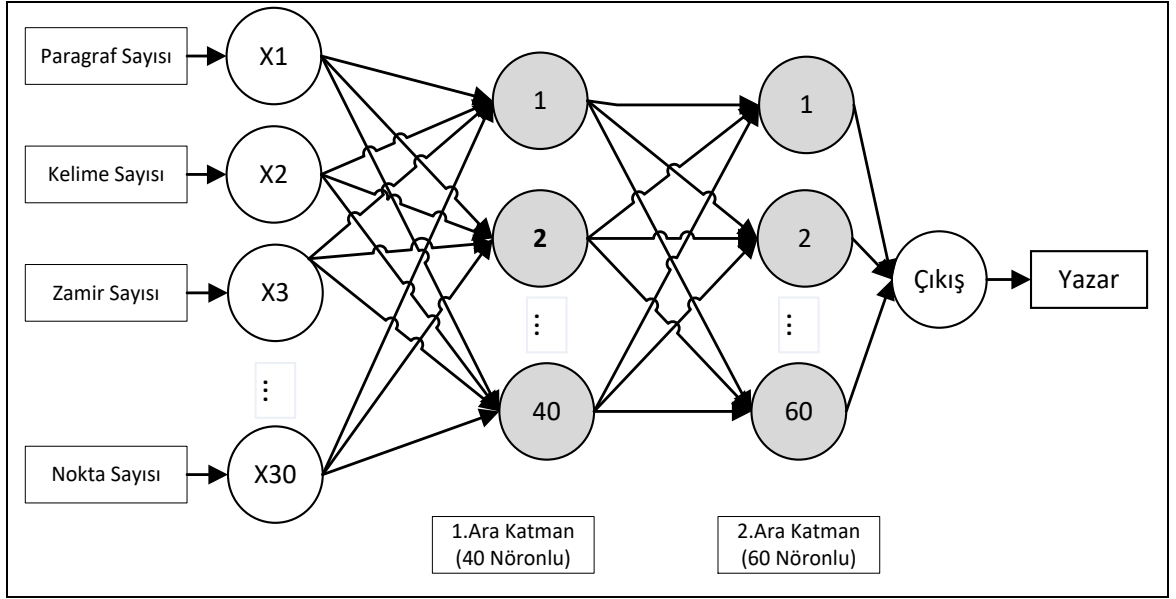 Paragraf Sayısı
X1
1
1
Kelime Sayısı
X2
2
2
Zamir Sayısı
X3
Çıkış
Yazar
...
...
...
40
60
Nokta Sayısı
X30
1.Ara Katman
(40 Nöronlu)
2.Ara Katman
(60 Nöronlu)